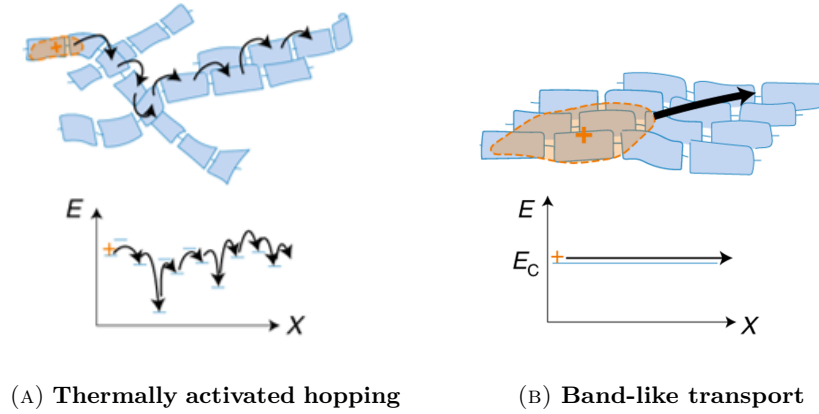 +
E
+
X
(A) Thermally activated hopping
+
E
E_C
+
X
(B) Band-like transport